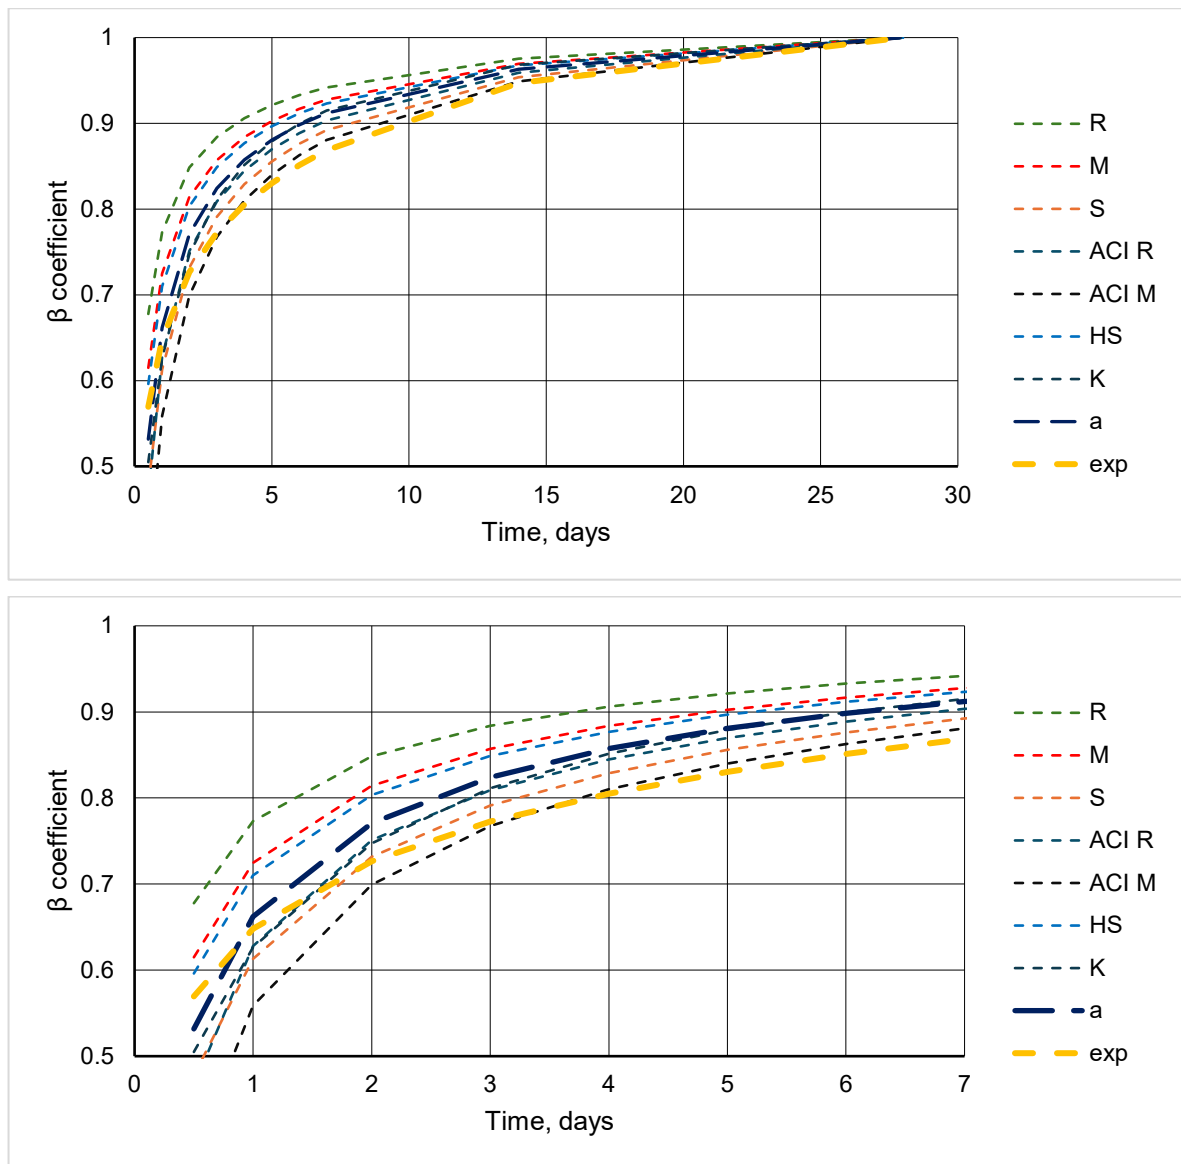 1
0.9
0.8
0.7
0.6
0.5
β coefficient
0 5 10 15 20 25 30
Time, days
R
M
S
ACI R
ACI M
HS
K
a
exp
1
0.9
0.8
0.7
0.6
0.5
β coefficient
0 1 2 3 4 5 6 7
Time, days
R
M
S
ACI R
ACI M
HS
K
a
exp